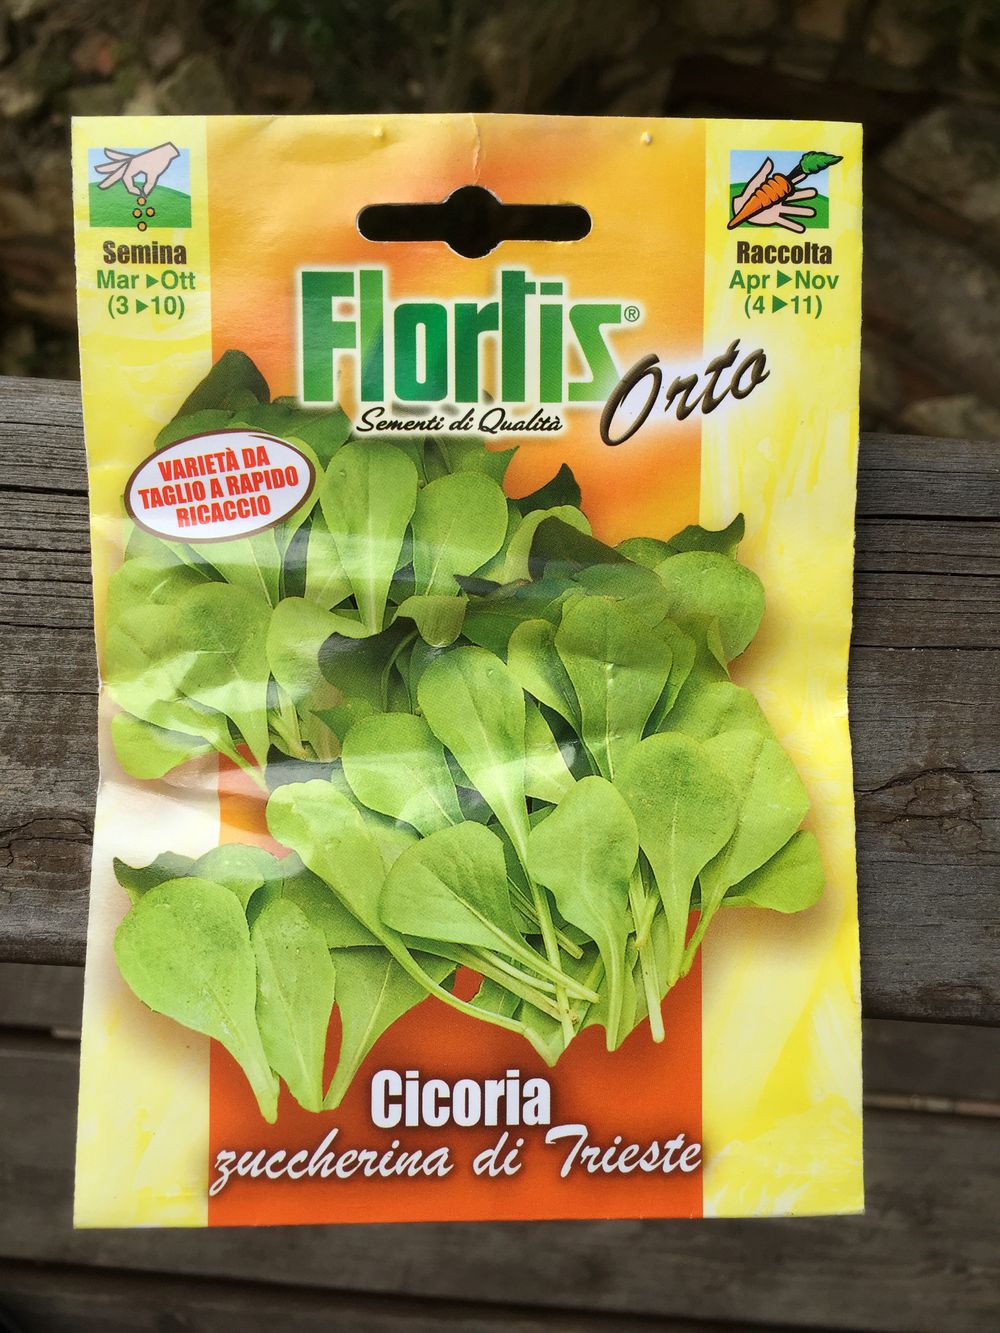 Semina
Mar ▶ Ott
(3 ▶ 10)
Raccolta
Apr ▶ Nov
(4 ▶ 11)
Flortis®
Orto
Sementi di Qualità
VARIETÀ DA
TAGLIO A RAPIDO
RICACCIO
Cicoria
zuccherina di Trieste